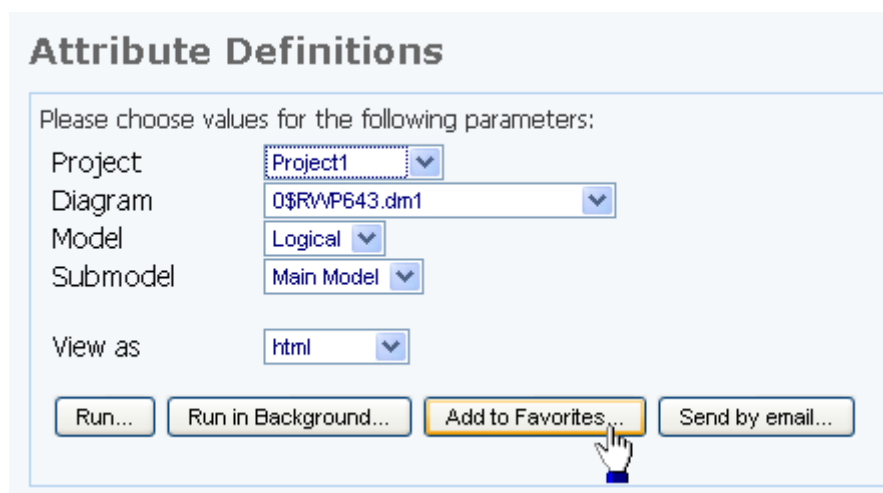 Attribute Definitions
Please choose values for the following parameters:
Project Project1
Diagram 0$RWP643.dm1
Model Logical
Submodel Main Model
View as html
Run... Run in Background... Add to Favorites... Send by email...